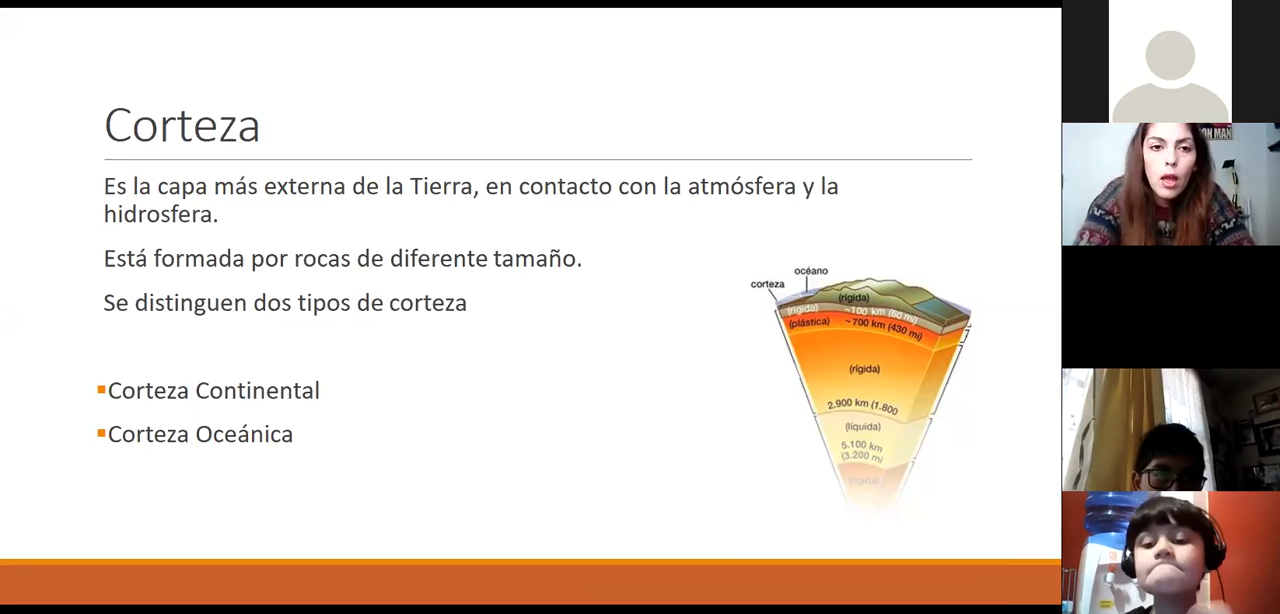 Corteza
Es la capa más externa de la Tierra, en contacto con la atmósfera y la
hidrosfera.
Está formada por rocas de diferente tamaño.
Se distinguen dos tipos de corteza
Corteza Continental
Corteza Oceánica
océano
corteza
(rígida)
(rígida) ~100 km (60 mi)
(plástica) ~700 km (430 mi)
(rígida)
2.900 km (1.800
(líquida)
5.100 km
(3.200 mi
(rígida)
ON MAN